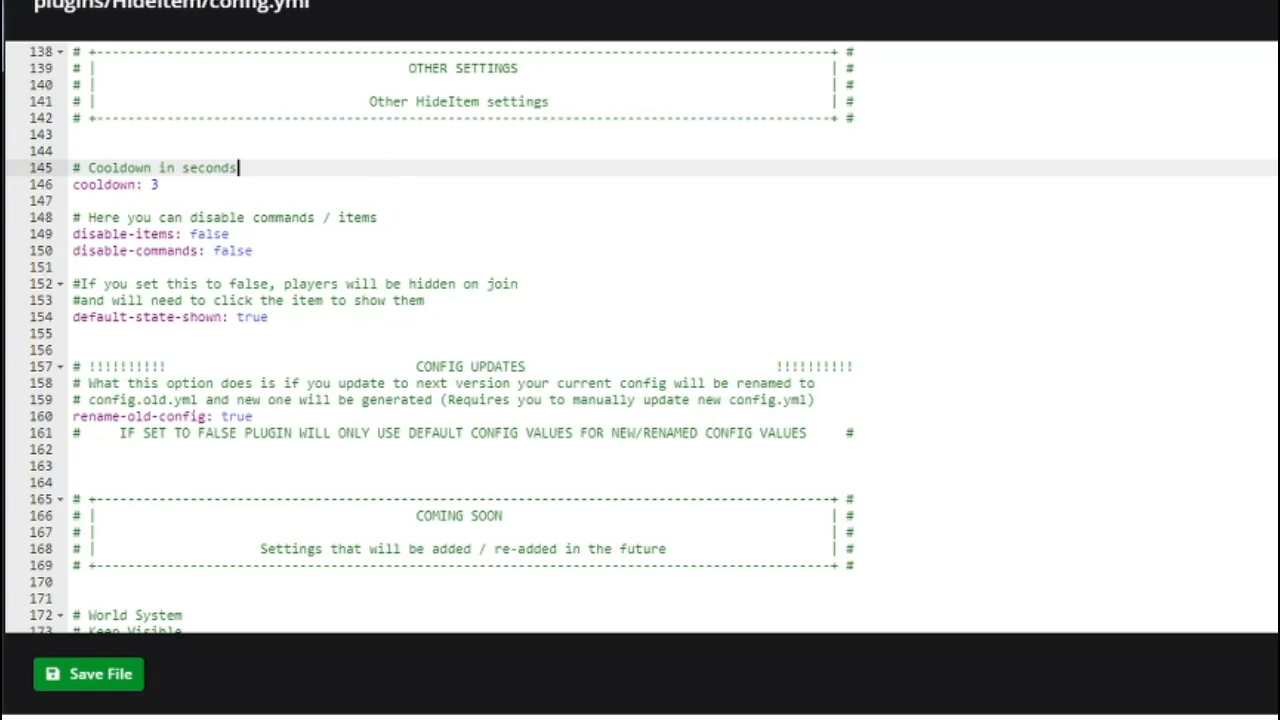 plugins/HideItem/config.yml
138 # +-----------------------------------------------------------------------------------------------+ #
139 # | OTHER SETTINGS | #
140 # | | #
141 # | Other HideItem settings | #
142 # +-----------------------------------------------------------------------------------------------+ #
143
144
145 # Cooldown in seconds
146 cooldown: 3
147
148 # Here you can disable commands / items
149 disable-items: false
150 disable-commands: false
151
152 #If you set this to false, players will be hidden on join
153 #and will need to click the item to show them
154 default-state-shown: true
155
156
157 # !!!!!!!!!! CONFIG UPDATES !!!!!!!!!!
158 # What this option does is if you update to next version your current config will be renamed to
159 # config.old.yml and new one will be generated (Requires you to manually update new config.yml)
160 rename-old-config: true
161 # IF SET TO FALSE PLUGIN WILL ONLY USE DEFAULT CONFIG VALUES FOR NEW/RENAMED CONFIG VALUES #
162
163
164
165 # +-----------------------------------------------------------------------------------------------+ #
166 # | COMING SOON | #
167 # | | #
168 # | Settings that will be added / re-added in the future | #
169 # +-----------------------------------------------------------------------------------------------+ #
170
171
172 # World System
173 # Keep Visible
Save File